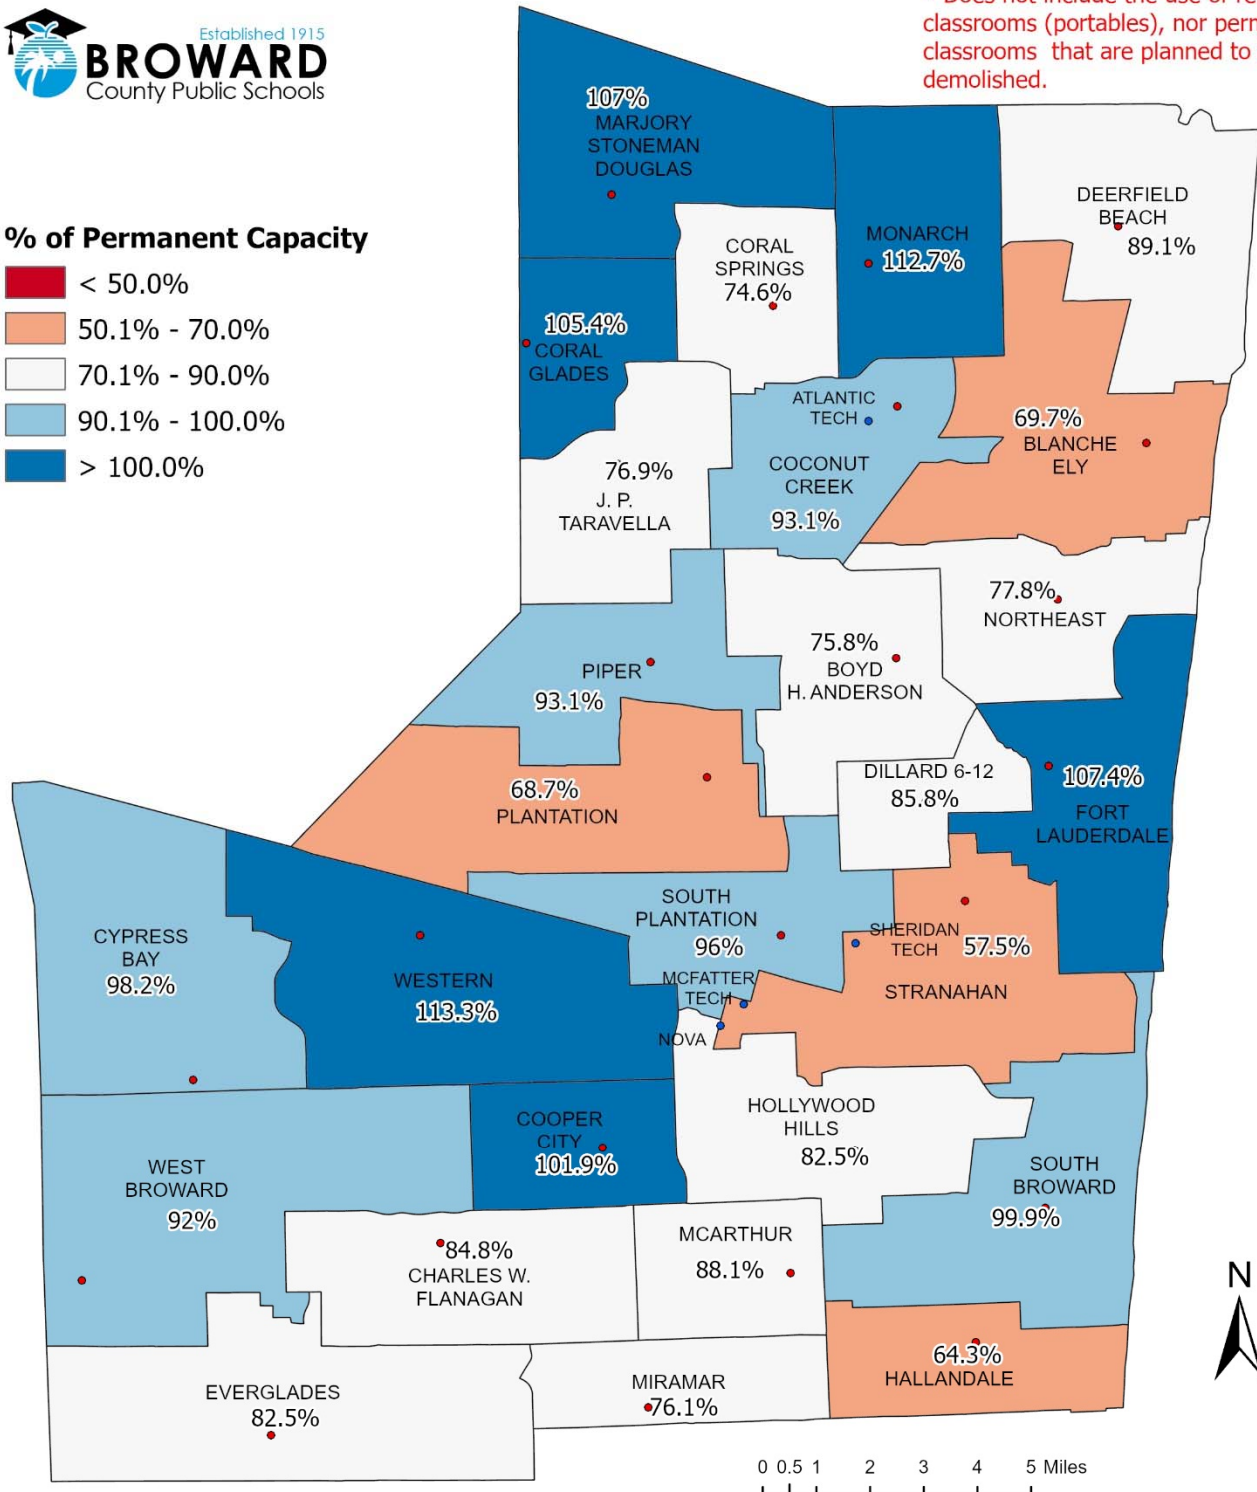 Established 1915
BROWARD
County Public Schools
classrooms (portables), nor
classrooms that are planned to
demolished.
% of Permanent Capacity
< 50.0%
50.1% - 70.0%
70.1% - 90.0%
90.1% - 100.0%
> 100.0%
107%
MARJORY
STONEMAN
DOUGLAS
MONARCH
112.7%
DEERFIELD
BEACH
89.1%
CORAL
SPRINGS
74.6%
105.4%
CORAL
GLADES
ATLANTIC
TECH
COCONUT
CREEK
93.1%
69.7%
BLANCHE
ELY
76.9%
J. P.
TARAVELLA
77.8%
NORTHEAST
75.8%
BOYD
H. ANDERSON
PIPER
93.1%
68.7%
PLANTATION
DILLARD 6-12
85.8%
107.4%
FORT
LAUDERDALE
SOUTH
PLANTATION
96%
SHERIDAN
TECH
57.5%
STRANAHAN
MCFATTER
TECH
NOVA
CYPRESS
BAY
98.2%
WESTERN
113.3%
HOLLYWOOD
HILLS
82.5%
COOPER
CITY
101.9%
WEST
BROWARD
92%
SOUTH
BROWARD
99.9%
84.8%
CHARLES W.
FLANAGAN
MCARTHUR
88.1%
64.3%
HALLANDALE
EVERGLADES
82.5%
MIRAMAR
76.1%
N
0 0.5 1 2 3 4 5 Miles